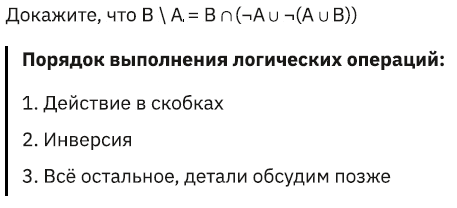 Докажите, что B \ A = B ∩ (¬A ∪ ¬(A ∪ B))
Порядок выполнения логических операций:
1. Действие в скобках
2. Инверсия
3. Всё остальное, детали обсудим позже